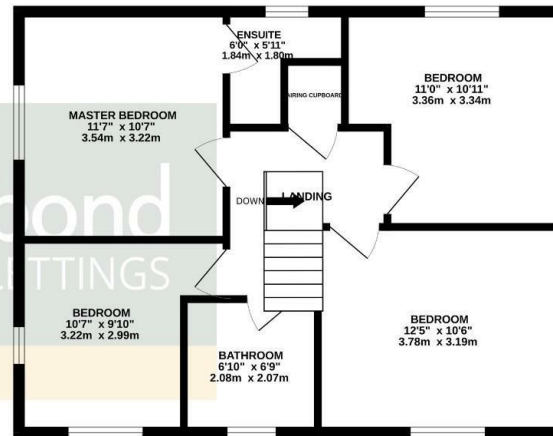 ENSUITE
6'0" x 5'11"
1.84m x 1.80m
BEDROOM
11'0" x 10'11"
3.36m x 3.34m
AIRING CUPBOARD
MASTER BEDROOM
11'7" x 10'7"
3.54m x 3.22m
DOWN
LANDING
pond
ETTINGS
BEDROOM
10'7" x 9'10"
3.22m x 2.99m
BATHROOM
6'10" x 6'9"
2.08m x 2.07m
BEDROOM
12'5" x 10'6"
3.78m x 3.19m